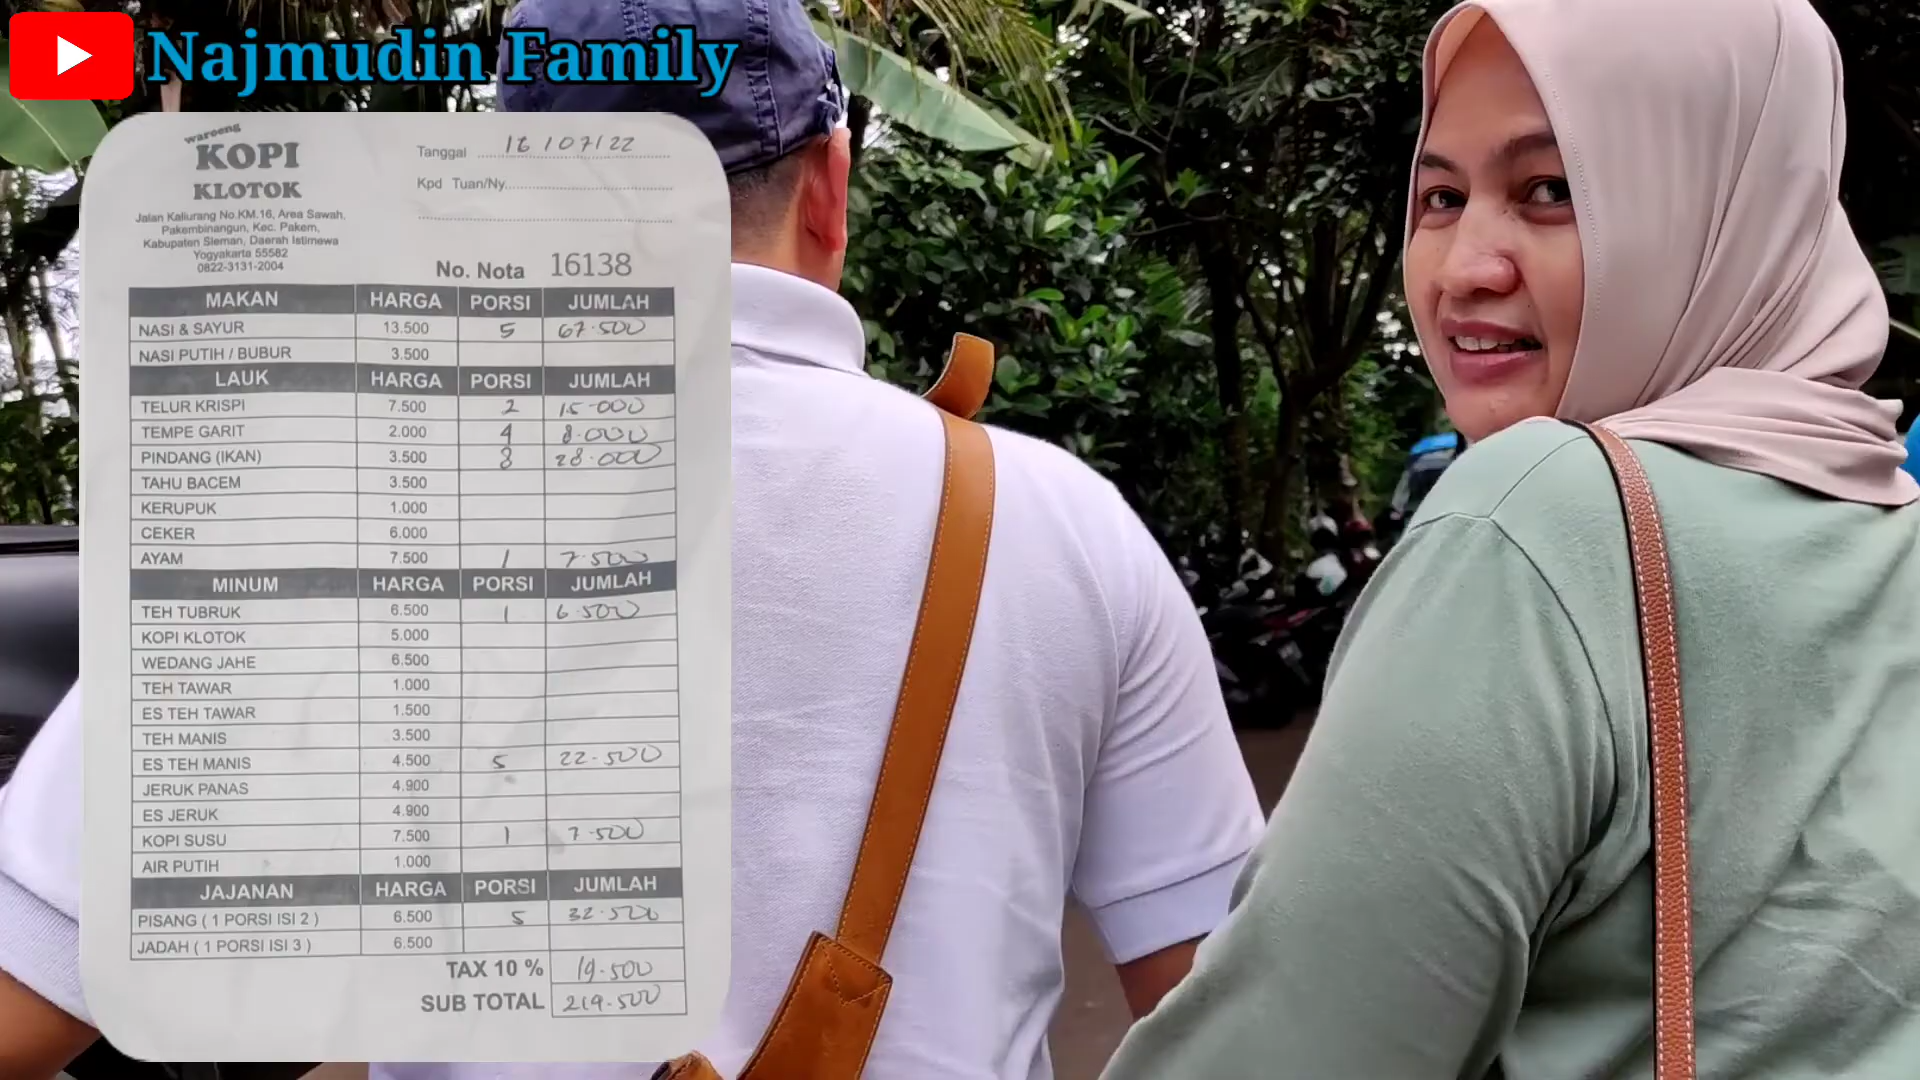 Najmudin Family
waroeng
KOPI
KLOTOK
Jalan Kaliurang No.KM.16, Area Sawah,
Pakembinangun, Kec. Pakem,
Kabupaten Sleman, Daerah Istimewa
Yogyakarta 55582
0822-3131-2004
Tanggal 16/07/22
Kpd Tuan/Ny.
No. Nota 16138
MAKAN HARGA PORSI JUMLAH
NASI & SAYUR 13.500 5 67.500
NASI PUTIH / BUBUR 3.500
LAUK HARGA PORSI JUMLAH
TELUR KRISPI 7.500 2 15.000
TEMPE GARIT 2.000 4 8.000
PINDANG (IKAN) 3.500 8 28.000
TAHU BACEM 3.500
KERUPUK 1.000
CEKER 6.000
AYAM 7.500 1 7.500
MINUM HARGA PORSI JUMLAH
TEH TUBRUK 6.500 1 6.500
KOPI KLOTOK 5.000
WEDANG JAHE 6.500
TEH TAWAR 1.000
ES TEH TAWAR 1.500
TEH MANIS 3.500
ES TEH MANIS 4.500 5 22.500
JERUK PANAS 4.900
ES JERUK 4.900
KOPI SUSU 7.500 1 7.500
AIR PUTIH 1.000
JAJANAN HARGA PORSI JUMLAH
PISANG ( 1 PORSI ISI 2 ) 6.500 5 32.500
JADAH ( 1 PORSI ISI 3 ) 6.500
TAX 10 % 19.500
SUB TOTAL 219.500